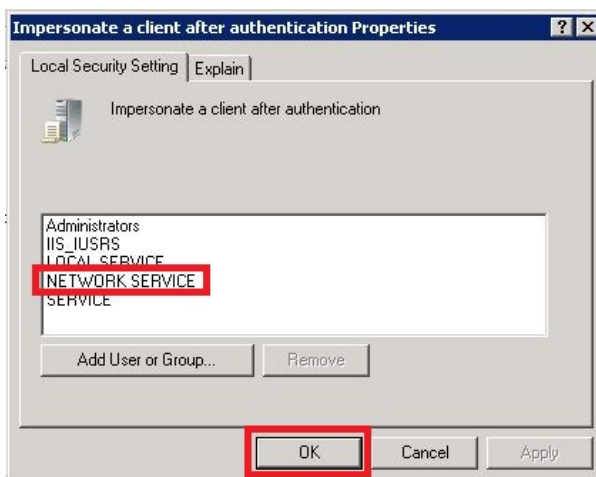 Impersonate a client after authentication Properties
Local Security Setting Explain
Impersonate a client after authentication
Administrators
IIS_IUSRS
LOCAL SERVICE
NETWORK SERVICE
SERVICE
Add User or Group... Remove
OK Cancel Apply